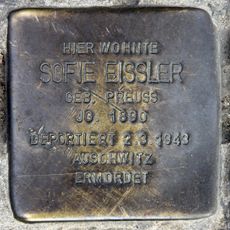 HIER WOHNTE
SOFIE EISSLER
GEB. PREUSS
JG. 1890
DEPORTIERT 2.3.1943
AUSCHWITZ
ERMORDET